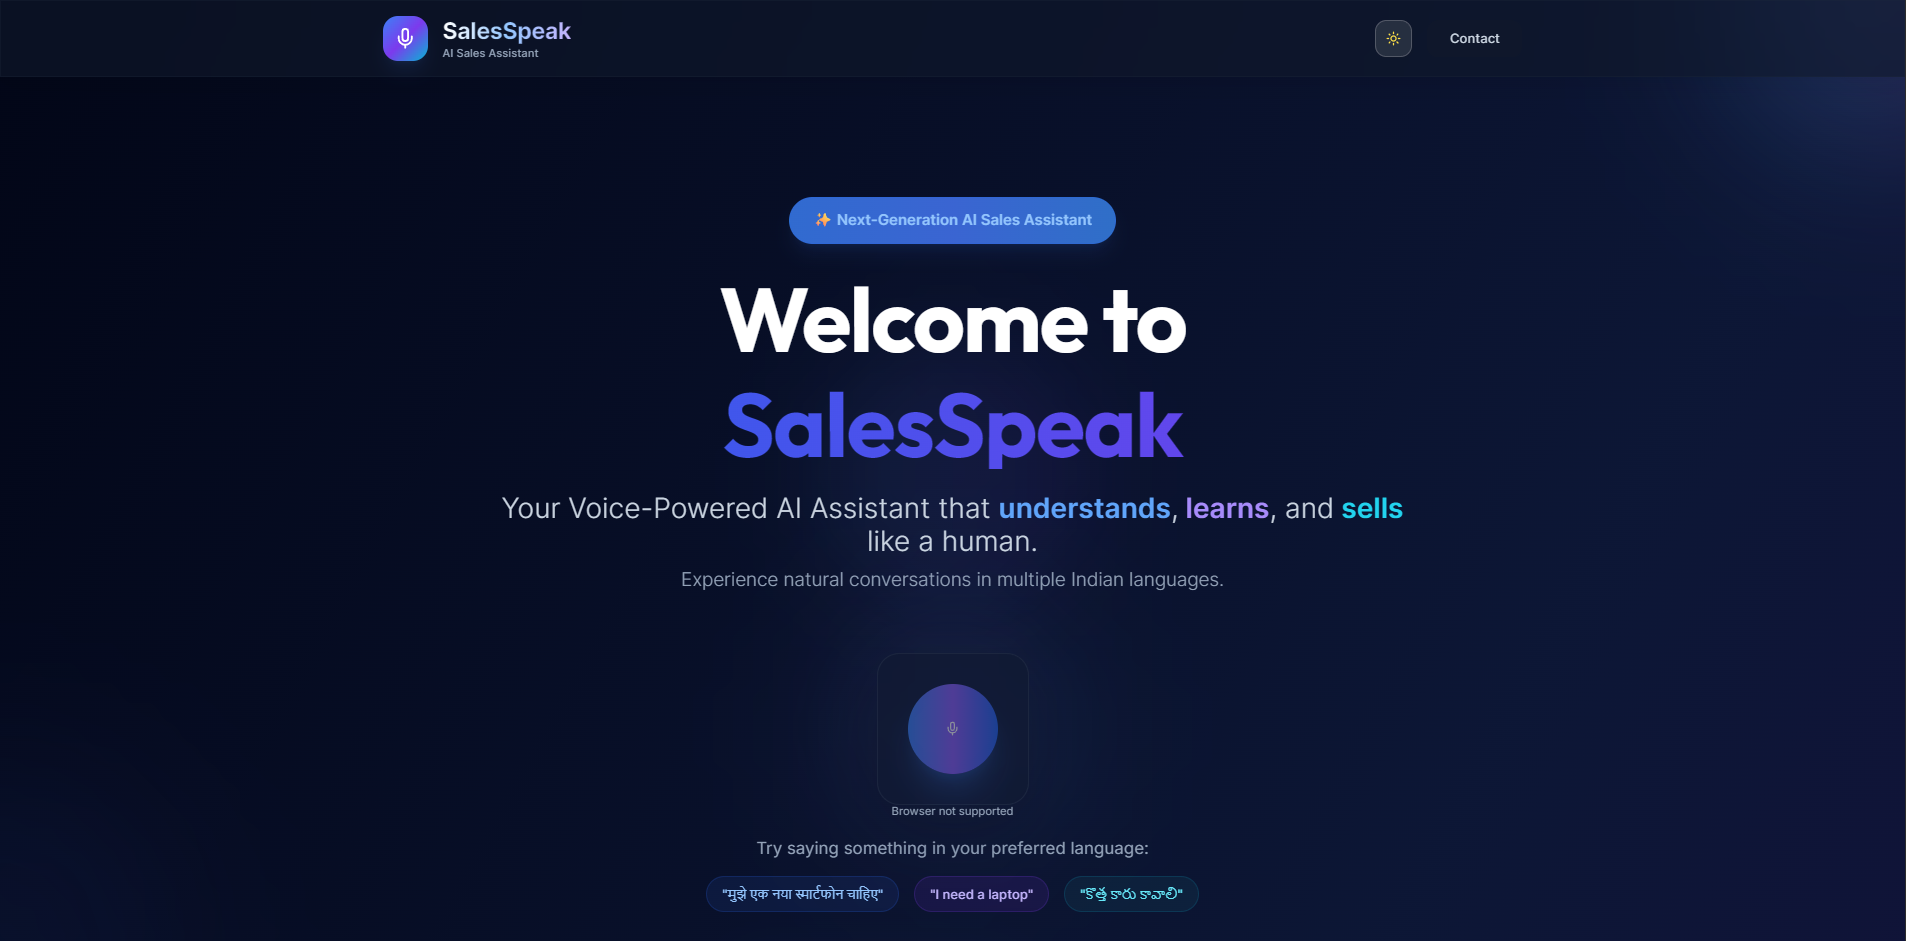 SalesSpeak
AI Sales Assistant
Contact
✨ Next-Generation AI Sales Assistant
Welcome to
SalesSpeak
Your Voice-Powered AI Assistant that understands, learns, and sells
like a human.
Experience natural conversations in multiple Indian languages.
Browser not supported
Try saying something in your preferred language:
"मुझे एक नया स्मार्टफोन चाहिए"
"I need a laptop"
"కొత్త కారు కావాలి"